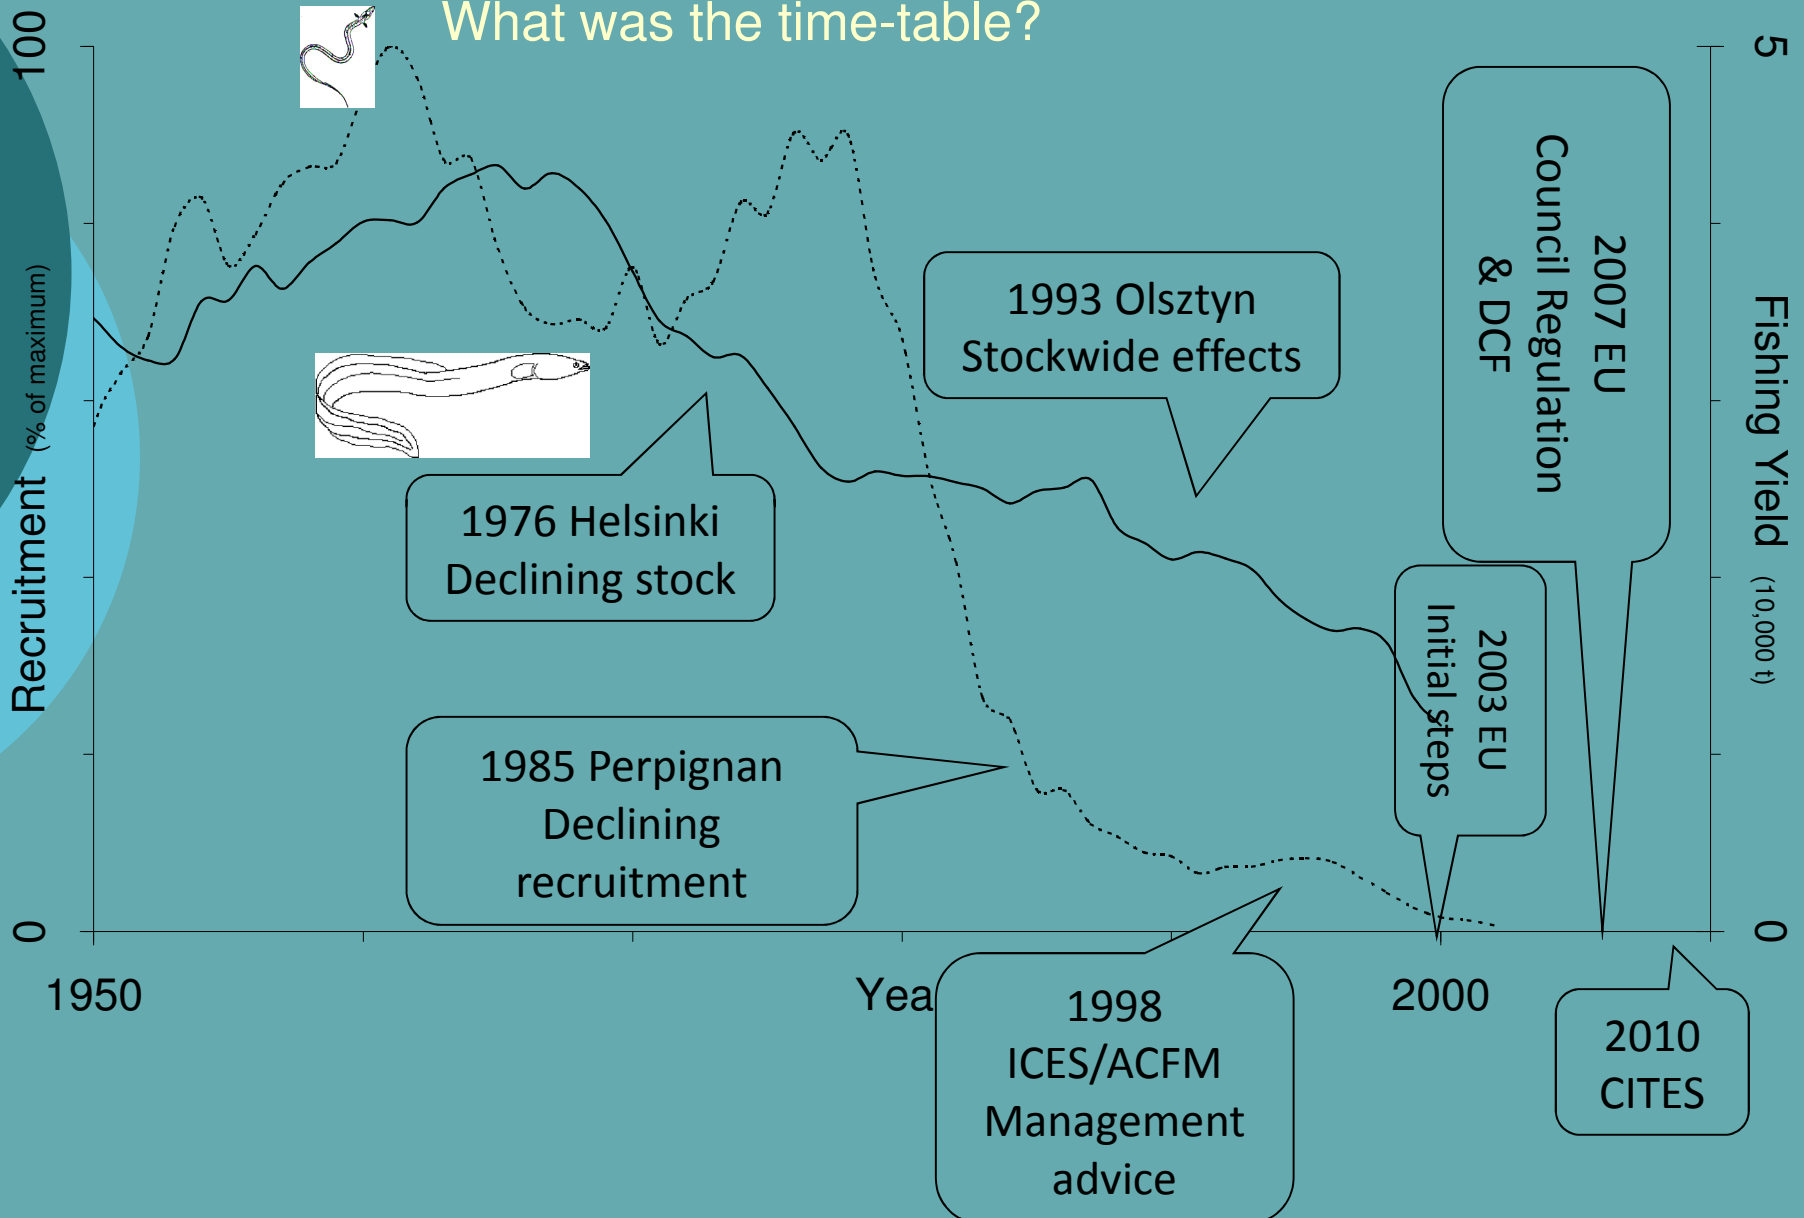 What was the time-table?
100
5
Recruitment (% of maximum)
Fishing Yield (10,000 t)
2007 EU
Council Regulation
& DCF
1993 Olsztyn
Stockwide effects
1976 Helsinki
Declining stock
2003 EU
Initial steps
1985 Perpignan
Declining
recruitment
0
0
1950
Yea
2000
1998
ICES/ACFM
Management
advice
2010
CITES